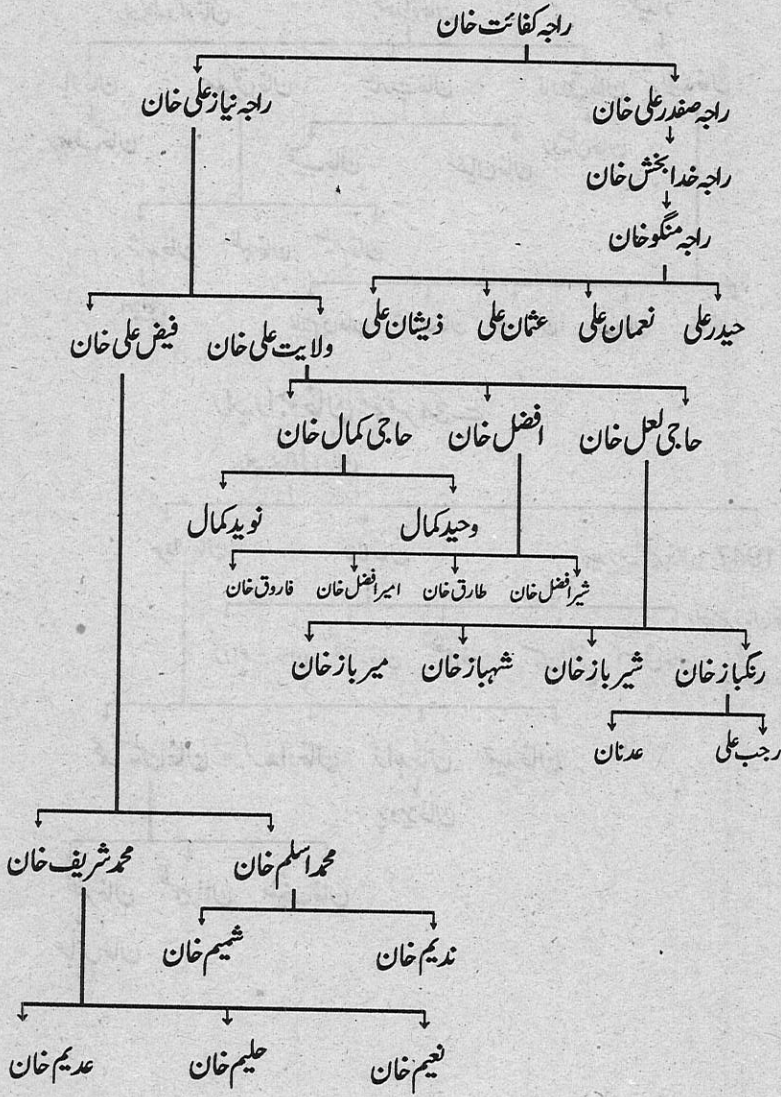 راجہ کفائت خان
راجہ صفدر علی خان راجہ نیاز علی خان
راجہ خدا بخش خان
راجہ منگو خان
حیدر علی نعمان علی عثمان علی ذیشان علی ولایت علی خان فیض علی خان
حاجی لعل خان افضل خان حاجی کمال خان
وحید کمال نوید کمال
شیر افضل خان طارق خان امیر افضل خان فاروق خان
رنگباز خان شیر باز خان شہباز خان میر باز خان
رجب علی عدنان
محمد اسلم خان محمد شریف خان
ندیم خان شمیم خان
نعیم خان حلیم خان عدیم خان